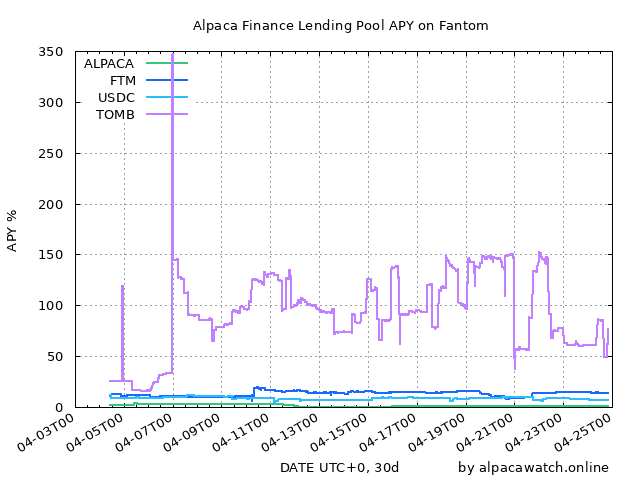 Alpaca Finance Lending Pool APY on Fantom
350
300
250
200
150
100
50
0
APY %
ALPACA
FTM
USDC
TOMB
04-03T00
04-05T00
04-07T00
04-09T00
04-11T00
04-13T00
04-15T00
04-17T00
04-19T00
04-21T00
04-23T00
04-25T00
DATE UTC+0, 30d
by alpacawatch.online